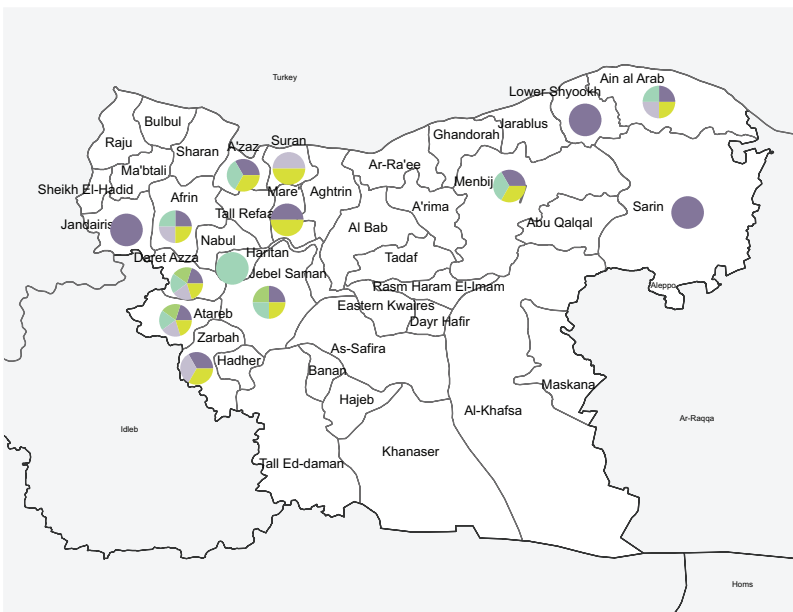 Turkey
Ain al Arab
Lower Shyookh
Jarablus
Bulbul
Ghandorah
Raju
Sharan
A'zaz
Suran
Ma'btali
Ar-Ra'ee
Menbij
Sheikh El-Hadid
Afrin
Mare'
Aghtrin
A'rima
Sarin
Jandairis
Tall Refaa
Al Bab
Abu Qalqal
Nabul
Haritan
Daret Azza
Tadaf
Jebel Saman
Rasm Haram El-Imam
Aleppo
Eastern Kwaires
Atareb
Dayr Hafir
Zarbah
As-Safira
Hadher
Banan
Maskana
Hajeb
Al-Khafsa
Ar-Raqqa
Idleb
Khanaser
Tall Ed-daman
Homs